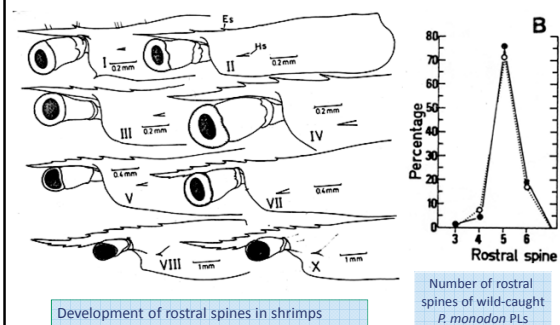 Es
Hs
I
0.2mm
II
0.2mm
III
0.2mm
0.2mm
IV
V
0.4mm
VII
0.4mm
VIII
1mm
X
1mm
Development of rostral spines in shrimps
B
Percentage
80
70
60
50
40
30
20
10
0
3 4 5 6
Rostral spine
Number of rostral
spines of wild-caught
P. monodon PLs